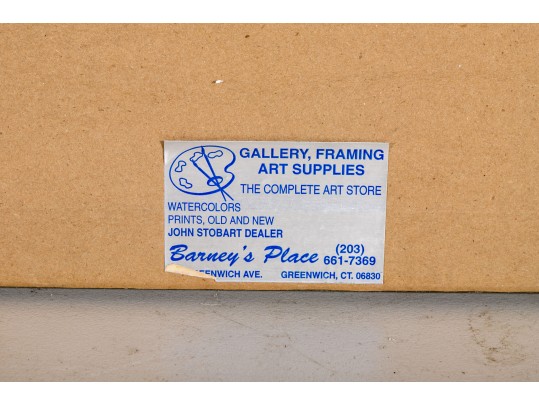 GALLERY, FRAMING
ART SUPPLIES
THE COMPLETE ART STORE
WATERCOLORS
PRINTS, OLD AND NEW
JOHN STOBART DEALER
Barney's Place (203)
661-7369
AVE. GREENWICH, CT. 06830